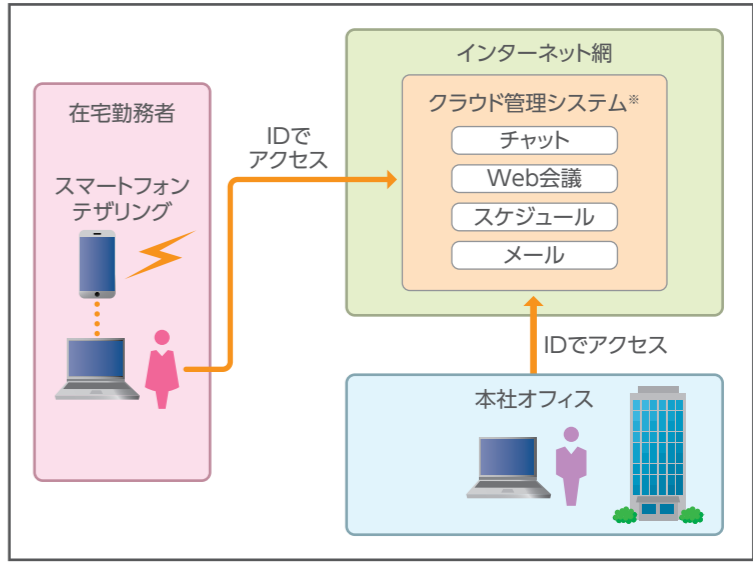 在宅勤務者
スマートフォン
テザリング
IDで
アクセス
インターネット網
クラウド管理システム※
チャット
Web会議
スケジュール
メール
IDでアクセス
本社オフィス